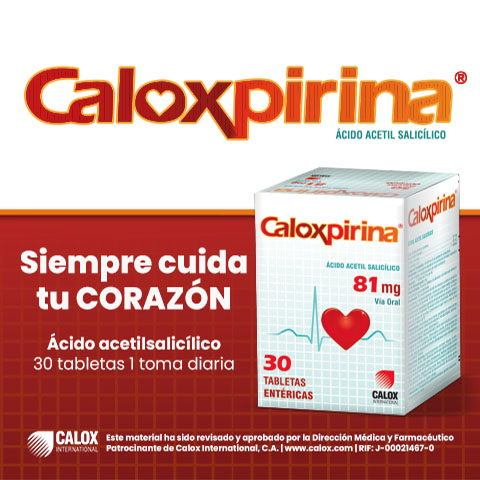 Caloxpirina®
ÁCIDO ACETIL SALICÍLICO
Siempre cuida
tu CORAZÓN
Ácido acetilsalicílico
30 tabletas 1 toma diaria
Caloxpirina®
ÁCIDO ACETIL SALICÍLICO
81 mg
Vía Oral
30
TABLETAS
ENTÉRICAS
CALOX
INTERNATIONAL
Caloxpirina
CALOX
INTERNATIONAL
Este material ha sido revisado y aprobado por la Dirección Médica y Farmacéutico
Patrocinante de Calox International, C.A. | www.calox.com | RIF: J-00021467-0